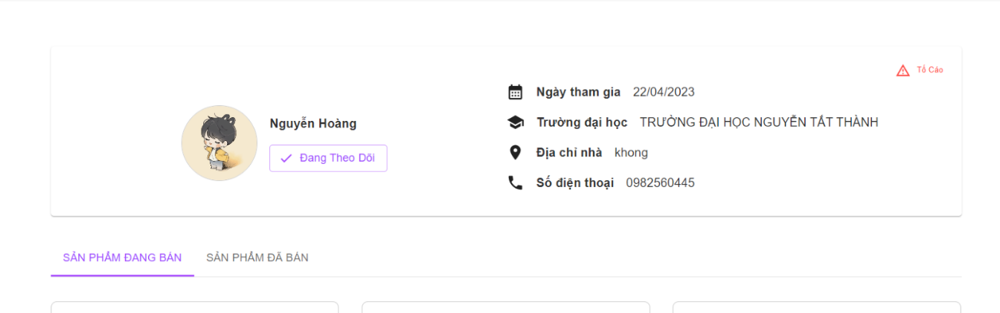 Tố Cáo
Ngày tham gia 22/04/2023
Trường đại học TRƯỜNG ĐẠI HỌC NGUYỄN TẤT THÀNH
Nguyễn Hoàng
Địa chỉ nhà khong
Đang Theo Dõi
Số điện thoại 0982560445
SẢN PHẨM ĐANG BÁN SẢN PHẨM ĐÃ BÁN